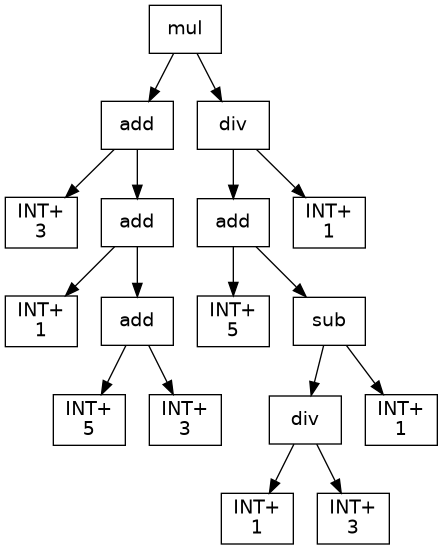 mul
add
div
INT+
3
add
add
INT+
1
INT+
1
add
INT+
5
sub
INT+
5
INT+
3
div
INT+
1
INT+
1
INT+
3